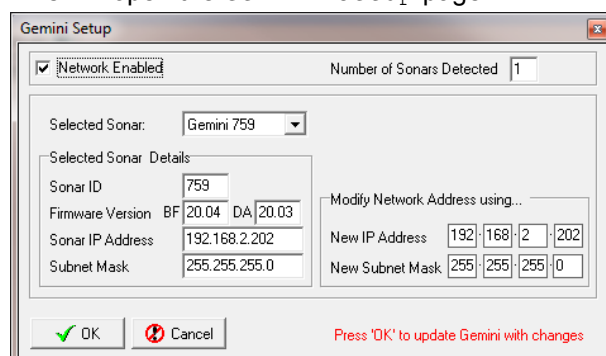 Gemini Setup
Network Enabled Number of Sonars Detected 1
Selected Sonar: Gemini 759
Selected Sonar Details
Sonar ID 759
Firmware Version BF 20.04 DA 20.03
Sonar IP Address 192.168.2.202
Subnet Mask 255.255.255.0
Modify Network Address using...
New IP Address 192 · 168 · 2 · 202
New Subnet Mask 255 · 255 · 255 · 0
OK Cancel Press 'OK' to update Gemini with changes